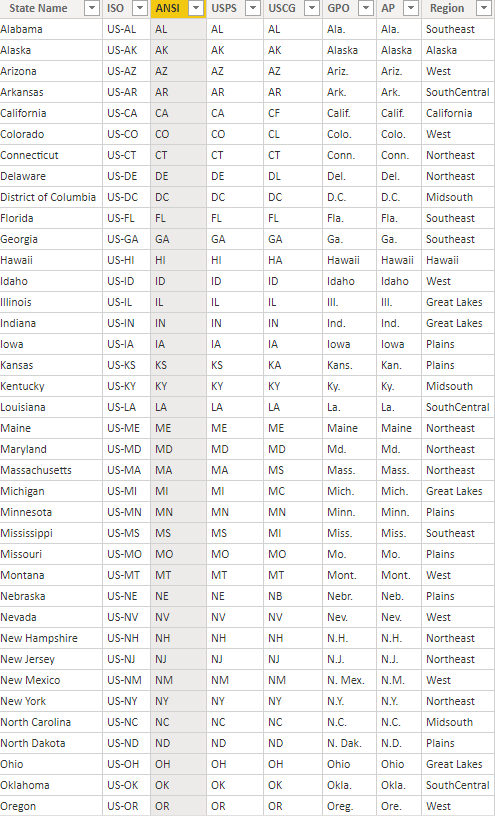 State Name ISO ANSI USPS USCG GPO AP Region
Alabama US-AL AL AL AL Ala. Ala. Southeast
Alaska US-AK AK AK AK Alaska Alaska Alaska
Arizona US-AZ AZ AZ AZ Ariz. Ariz. West
Arkansas US-AR AR AR AR Ark. Ark. SouthCentral
California US-CA CA CA CF Calif. Calif. California
Colorado US-CO CO CO CL Colo. Colo. West
Connecticut US-CT CT CT CT Conn. Conn. Northeast
Delaware US-DE DE DE DL Del. Del. Northeast
District of Columbia US-DC DC DC DC D.C. D.C. Midsouth
Florida US-FL FL FL FL Fla. Fla. Southeast
Georgia US-GA GA GA GA Ga. Ga. Southeast
Hawaii US-HI HI HI HA Hawaii Hawaii Hawaii
Idaho US-ID ID ID ID Idaho Idaho West
Illinois US-IL IL IL IL Ill. Ill. Great Lakes
Indiana US-IN IN IN IN Ind. Ind. Great Lakes
Iowa US-IA IA IA IA Iowa Iowa Plains
Kansas US-KS KS KS KA Kans. Kan. Plains
Kentucky US-KY KY KY KY Ky. Ky. Midsouth
Louisiana US-LA LA LA LA La. La. SouthCentral
Maine US-ME ME ME ME Maine Maine Northeast
Maryland US-MD MD MD MD Md. Md. Northeast
Massachusetts US-MA MA MA MS Mass. Mass. Northeast
Michigan US-MI MI MI MC Mich. Mich. Great Lakes
Minnesota US-MN MN MN MN Minn. Minn. Plains
Mississippi US-MS MS MS MI Miss. Miss. Southeast
Missouri US-MO MO MO MO Mo. Mo. Plains
Montana US-MT MT MT MT Mont. Mont. West
Nebraska US-NE NE NE NB Nebr. Neb. Plains
Nevada US-NV NV NV NV Nev. Nev. West
New Hampshire US-NH NH NH NH N.H. N.H. Northeast
New Jersey US-NJ NJ NJ NJ N.J. N.J. Northeast
New Mexico US-NM NM NM NM N. Mex. N.M. West
New York US-NY NY NY NY N.Y. N.Y. Northeast
North Carolina US-NC NC NC NC N.C. N.C. Midsouth
North Dakota US-ND ND ND ND N. Dak. N.D. Plains
Ohio US-OH OH OH OH Ohio Ohio Great Lakes
Oklahoma US-OK OK OK OK Okla. Okla. SouthCentral
Oregon US-OR OR OR OR Oreg. Ore. West